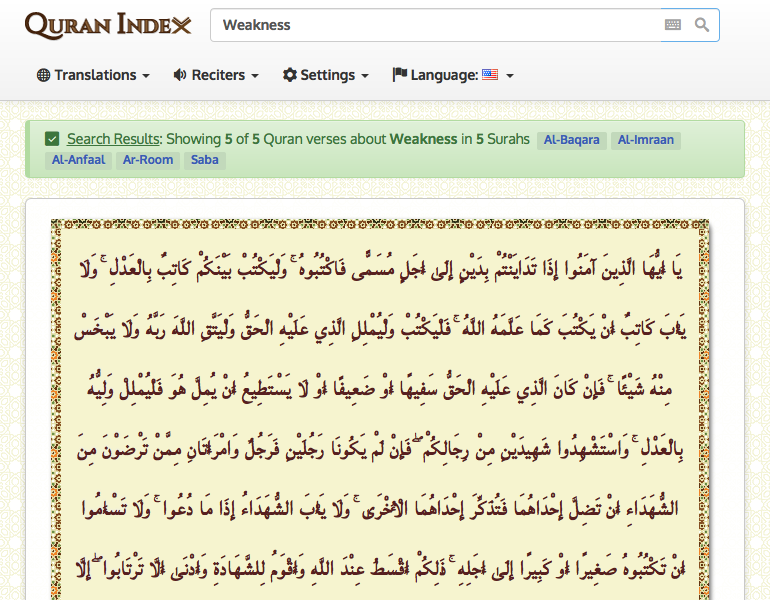 QURAN INDEX
Weakness
Translations Reciters Settings Language:
Search Results: Showing 5 of 5 Quran verses about Weakness in 5 Surahs Al-Baqara Al-Imraan
Al-Anfaal Ar-Room Saba
يَا أَيُّهَا الَّذِينَ آمَنُوا إِذَا تَدَايَنْتُمْ بِدَيْنٍ إِلَىٰ أَجَلٍ مُسَمًّى فَاكْتُبُوهُ ۚ وَلْيَكْتُبْ بَيْنَكُمْ كَاتِبٌ بِالْعَدْلِ ۚ وَلَا
يَأْبَ كَاتِبٌ أَنْ يَكْتُبَ كَمَا عَلَّمَهُ اللَّهُ ۚ فَلْيَكْتُبْ وَلْيُمْلِلِ الَّذِي عَلَيْهِ الْحَقُّ وَلْيَتَّقِ اللَّهَ رَبَّهُ وَلَا يَبْخَسْ
مِنْهُ شَيْئًا ۚ فَإِنْ كَانَ الَّذِي عَلَيْهِ الْحَقُّ سَفِيهًا أَوْ ضَعِيفًا أَوْ لَا يَسْتَطِيعُ أَنْ يُمِلَّ هُوَ فَلْيُمْلِلْ وَلِيُّهُ
بِالْعَدْلِ ۚ وَاسْتَشْهِدُوا شَهِيدَيْنِ مِنْ رِجَالِكُمْ ۖ فَإِنْ لَمْ يَكُونَا رَجُلَيْنِ فَرَجُلٌ وَامْرَأَتَانِ مِمَّنْ تَرْضَوْنَ مِنَ
الشُّهَدَاءِ أَنْ تَضِلَّ إِحْدَاهُمَا فَتُذَكِّرَ إِحْدَاهُمَا الْأُخْرَىٰ ۚ وَلَا يَأْبَ الشُّهَدَاءُ إِذَا مَا دُعُوا ۚ وَلَا تَسْأَمُوا
أَنْ تَكْتُبُوهُ صَغِيرًا أَوْ كَبِيرًا إِلَىٰ أَجَلِهِ ۚ ذَٰلِكُمْ أَقْسَطُ عِنْدَ اللَّهِ وَأَقْوَمُ لِلشَّهَادَةِ وَأَدْنَىٰ أَلَّا تَرْتَابُوا ۖ إِلَّا